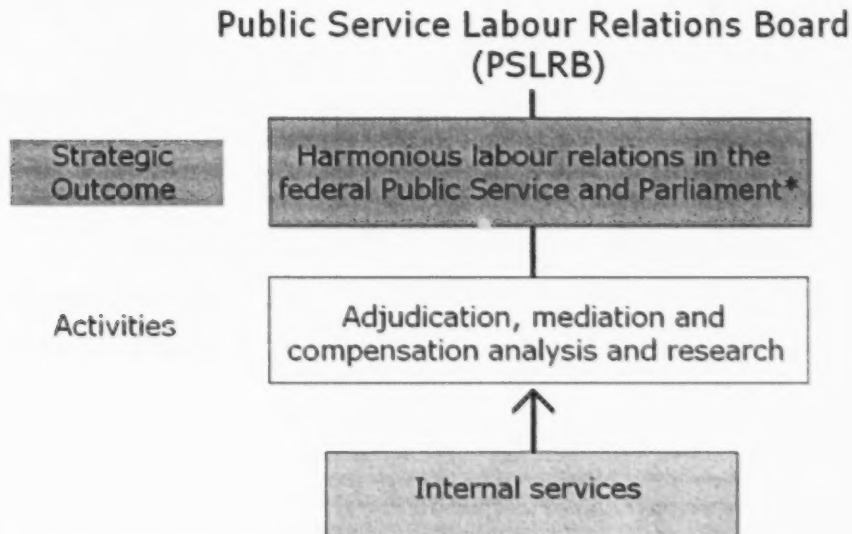 Public Service Labour Relations Board
(PSLRB)
Strategic
Outcome
Harmonious labour relations in the
federal Public Service and Parliament*
Activities
Adjudication, mediation and
compensation analysis and research
Internal services